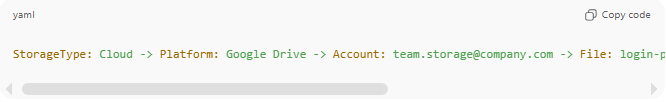 yaml
Copy code
StorageType: Cloud -> Platform: Google Drive -> Account: team.storage@company.com -> File: login-p